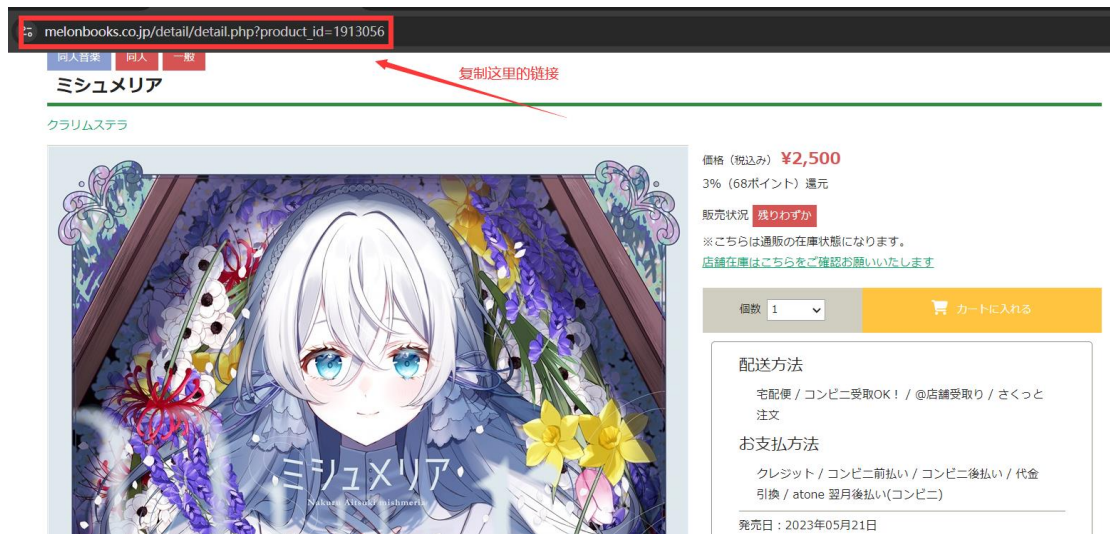 melonbooks.co.jp/detail/detail.php?product_id=1913056
同人音楽 同人 一般
复制这里的链接
ミシュメリア
クラリムステラ
価格（税込み） ¥2,500
3%（68ポイント）還元
販売状況 残りわずか
※こちらは通販の在庫状態になります。
店舗在庫はこちらをご確認お願いいたします
個数 1 カートに入れる
配送方法
宅配便 / コンビニ受取OK！ / @店舗受取り / さくっと
注文
お支払方法
クレジット / コンビニ前払い / コンビニ後払い / 代金
引換 / atone 翌月後払い(コンビニ)
発売日：2023年05月21日
ミシュメリア
Nakuru Aitsuki mishmeria